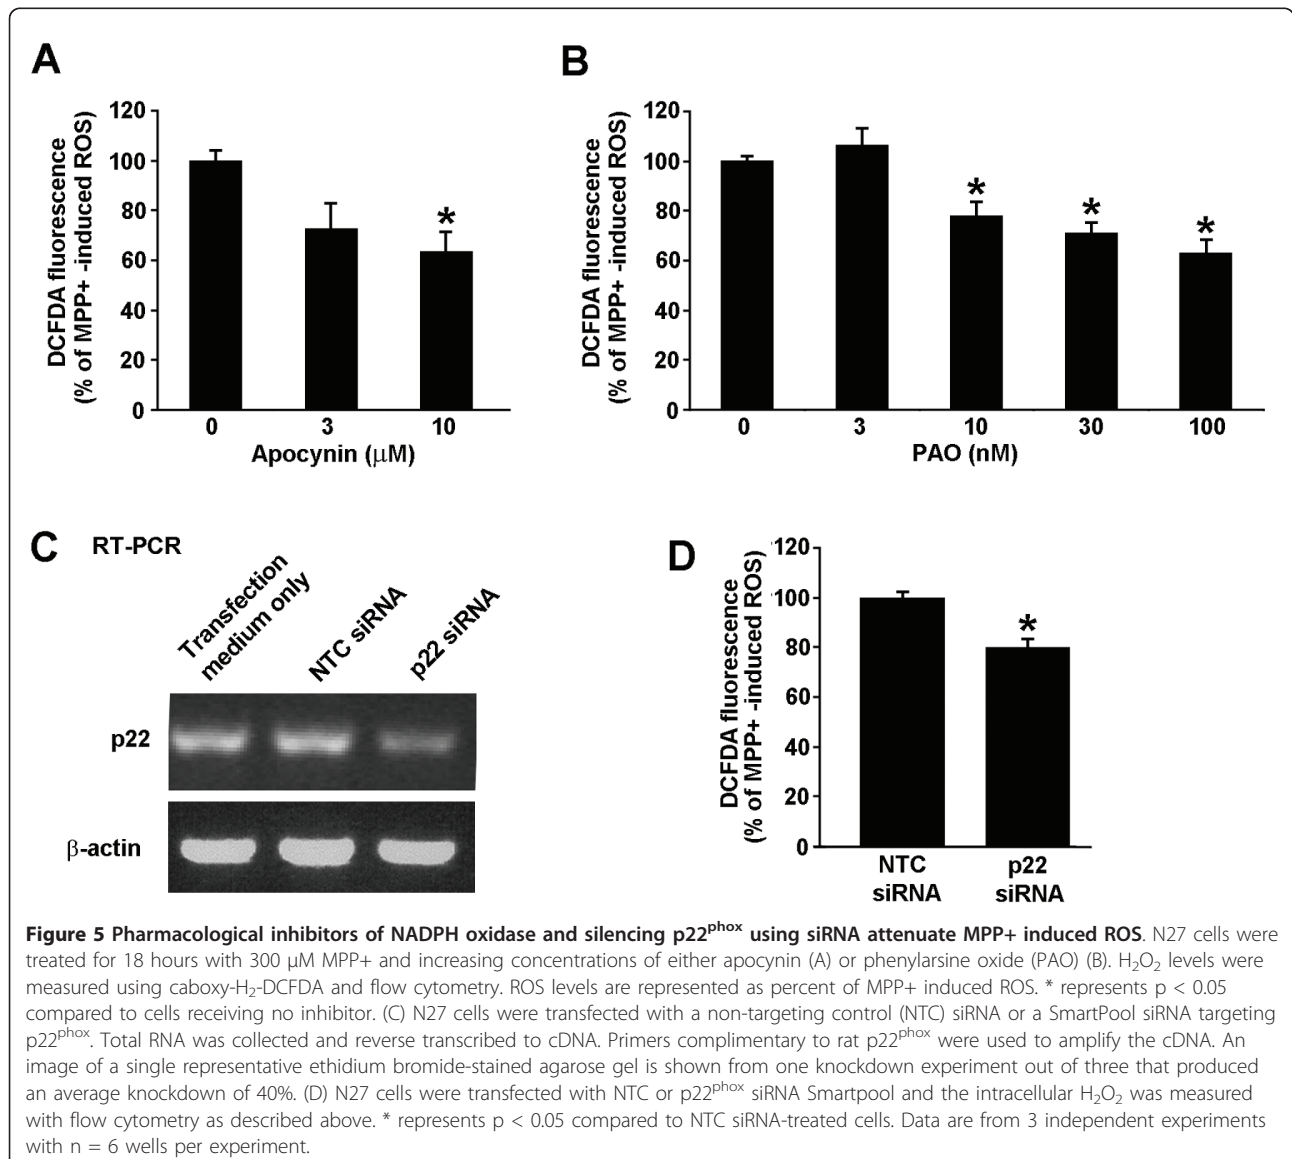 A
DCFDA fluorescence
(% of MPP+ -induced ROS)
120
100
80
60
40
20
0
*
0 3 10
Apocynin (μM)
B
DCFDA fluorescence
(% of MPP+ -induced ROS)
120
100
80
60
40
20
0
* * *
0 3 10 30 100
PAO (nM)
C RT-PCR
Transfection
medium only
NTC siRNA
p22 siRNA
p22
β-actin
D
DCFDA fluorescence
(% of MPP+ -induced ROS)
120
100
80
60
40
20
0
*
NTC
siRNA
p22
siRNA
Figure 5 Pharmacological inhibitors of NADPH oxidase and silencing p22phox using siRNA attenuate MPP+ induced ROS. N27 cells were
treated for 18 hours with 300 μM MPP+ and increasing concentrations of either apocynin (A) or phenylarsine oxide (PAO) (B). H2O2 levels were
measured using caboxy-H2-DCFDA and flow cytometry. ROS levels are represented as percent of MPP+ induced ROS. * represents p < 0.05
compared to cells receiving no inhibitor. (C) N27 cells were transfected with a non-targeting control (NTC) siRNA or a SmartPool siRNA targeting
p22phox. Total RNA was collected and reverse transcribed to cDNA. Primers complimentary to rat p22phox were used to amplify the cDNA. An
image of a single representative ethidium bromide-stained agarose gel is shown from one knockdown experiment out of three that produced
an average knockdown of 40%. (D) N27 cells were transfected with NTC or p22phox siRNA Smartpool and the intracellular H2O2 was measured
with flow cytometry as described above. * represents p < 0.05 compared to NTC siRNA-treated cells. Data are from 3 independent experiments
with n = 6 wells per experiment.